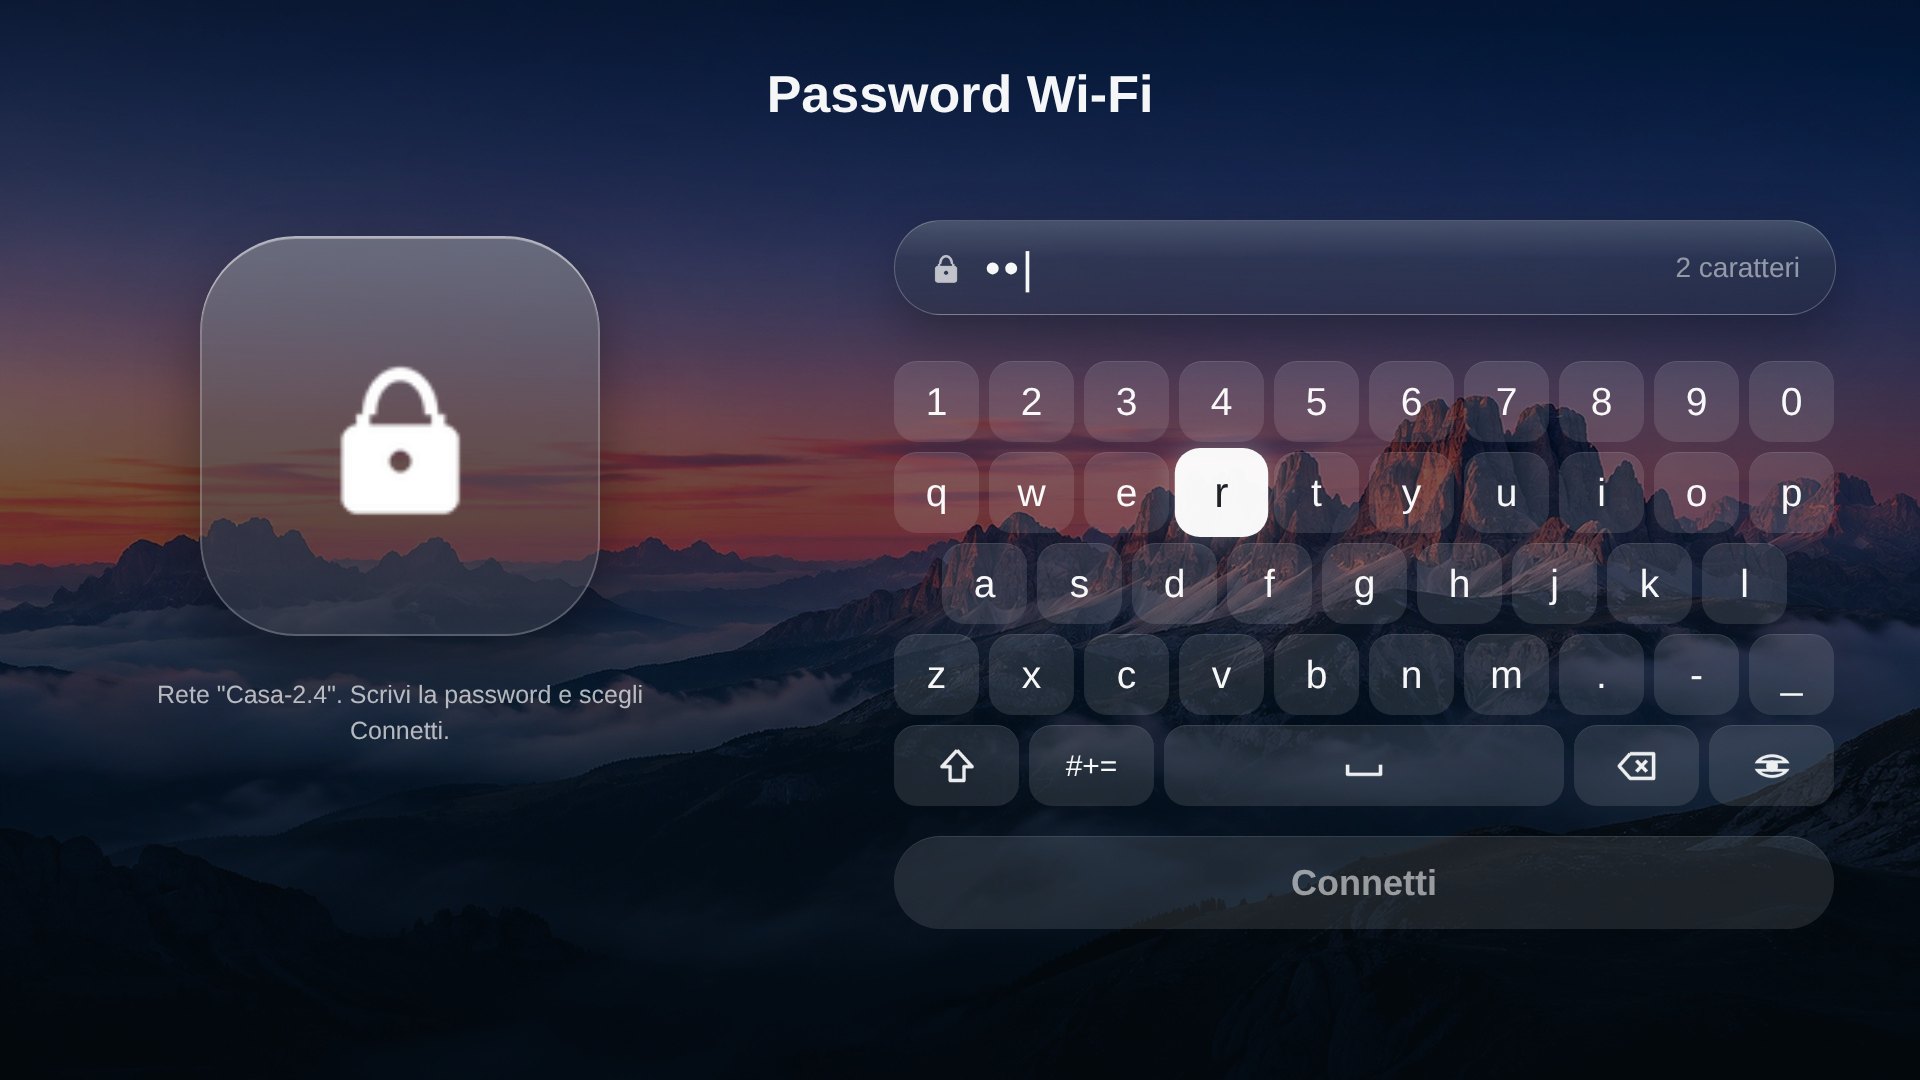 Password Wi-Fi
••
2 caratteri
1 2 3 4 5 6 7 8 9 0
q w e r t y u i o p
a s d f g h j k l
z x c v b n m . - _
#+=
Connetti
Rete "Casa-2.4". Scrivi la password e scegli
Connetti.